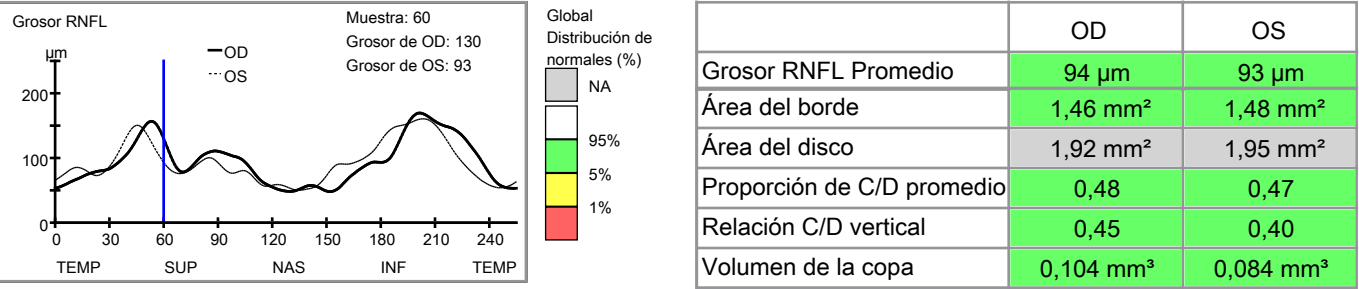 Grosor RNFL
Muestra: 60
Grosor de OD: 130
Grosor de OS: 93
µm
OD
OS
200
100
0
0 30 60 90 120 150 180 210 240
TEMP SUP NAS INF TEMP
Global
Distribución de
normales (%)
NA
95%
5%
1%
OD OS
Grosor RNFL Promedio 94 µm 93 µm
Área del borde 1,46 mm² 1,48 mm²
Área del disco 1,92 mm² 1,95 mm²
Proporción de C/D promedio 0,48 0,47
Relación C/D vertical 0,45 0,40
Volumen de la copa 0,104 mm³ 0,084 mm³